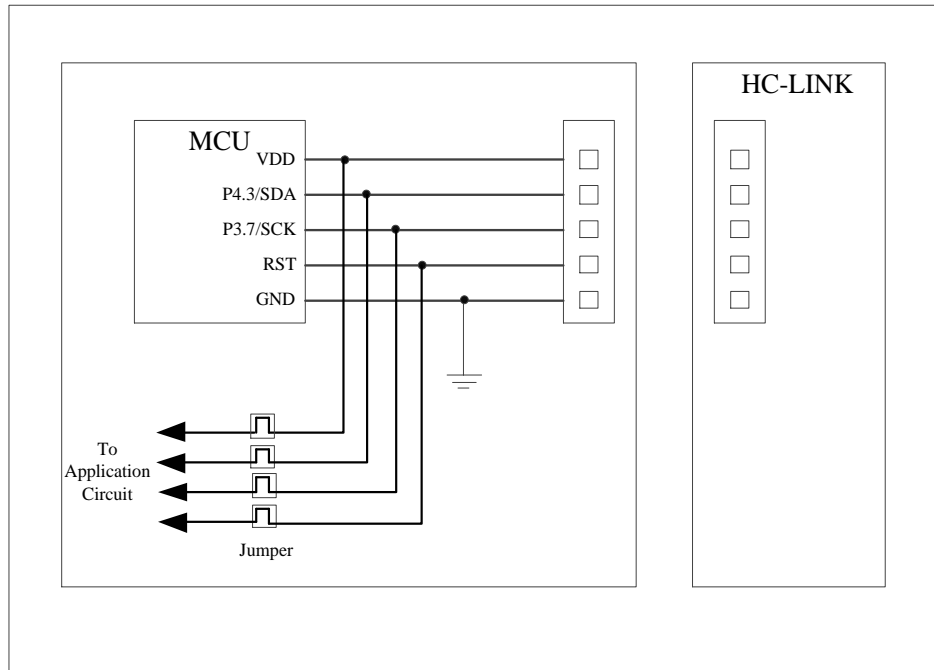 HC-LINK
MCU
VDD
P4.3/SDA
P3.7/SCK
RST
GND
To
Application
Circuit
Jumper